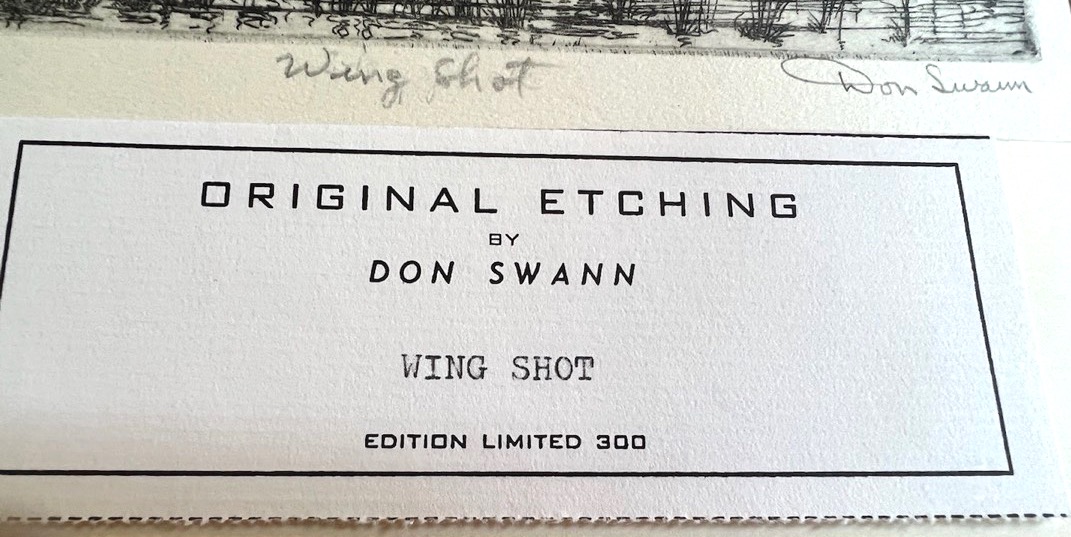 Wing Shot
Don Swann
ORIGINAL ETCHING
BY
DON SWANN
WING SHOT
EDITION LIMITED 300